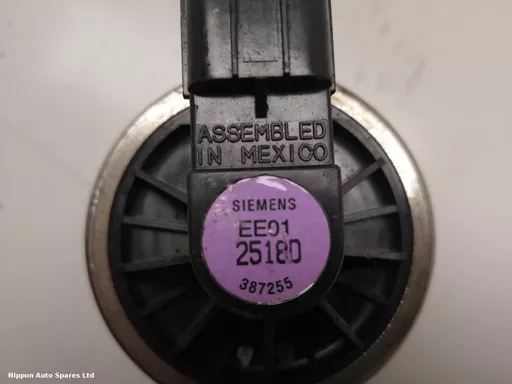 ASSEMBLED
IN MEXICO
SIEMENS
EE01
25180
387255
Nippon Auto Spares Ltd